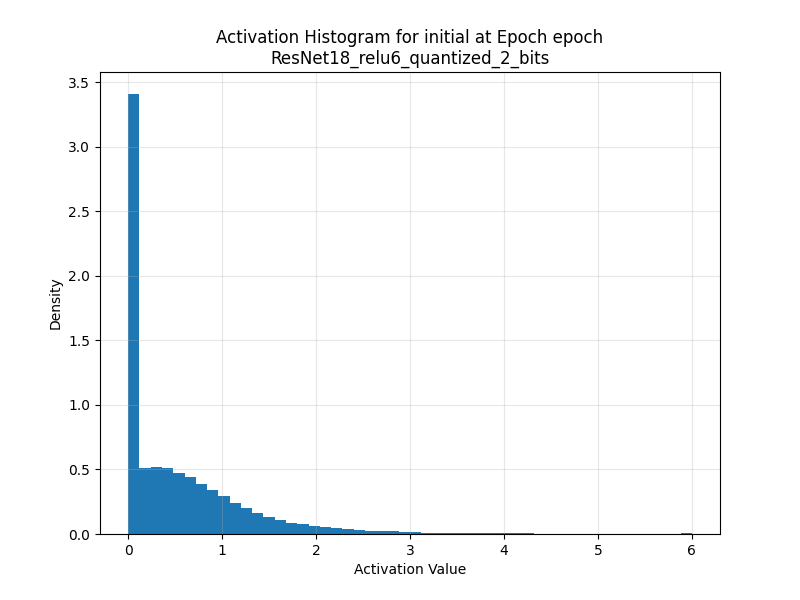 Activation Histogram for initial at Epoch epoch
ResNet18_relu6_quantized_2_bits
3.5
3.0
2.5
2.0
1.5
1.0
0.5
0.0
Density
0 1 2 3 4 5 6
Activation Value